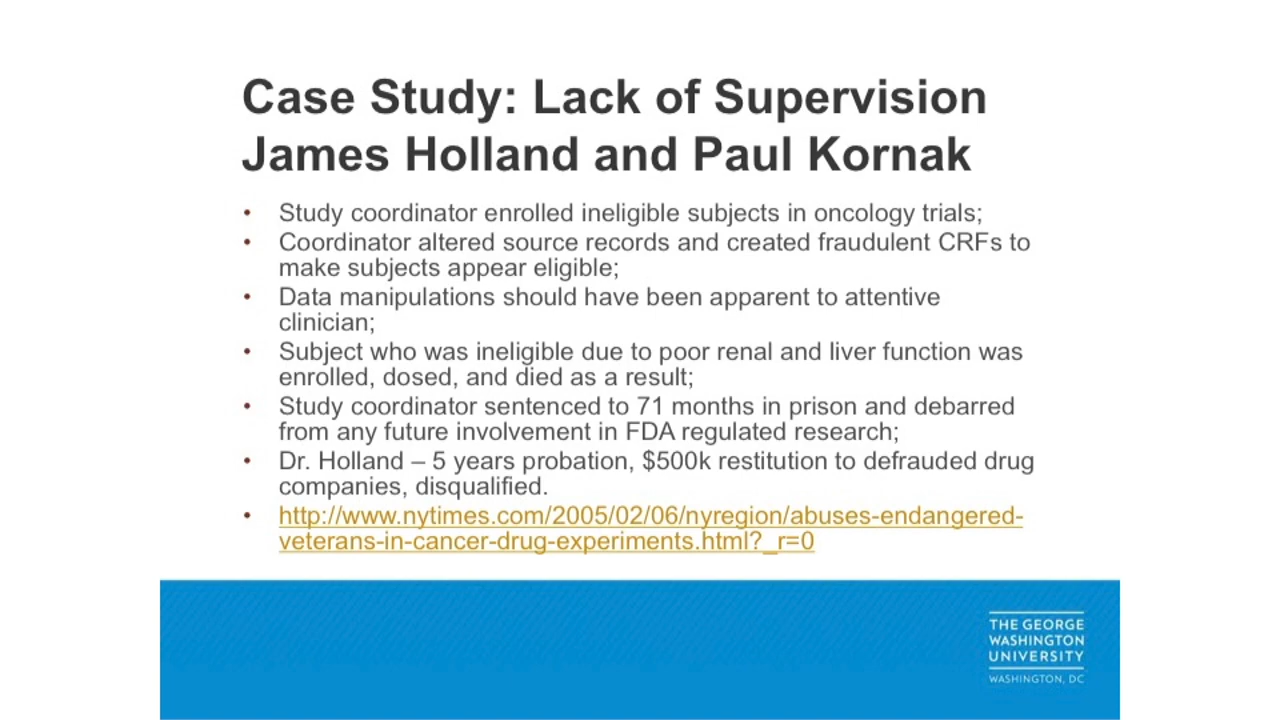 Case Study: Lack of Supervision
James Holland and Paul Kornak
• Study coordinator enrolled ineligible subjects in oncology trials;
• Coordinator altered source records and created fraudulent CRFs to
make subjects appear eligible;
• Data manipulations should have been apparent to attentive
clinician;
• Subject who was ineligible due to poor renal and liver function was
enrolled, dosed, and died as a result;
• Study coordinator sentenced to 71 months in prison and debarred
from any future involvement in FDA regulated research;
• Dr. Holland – 5 years probation, $500k restitution to defrauded drug
companies, disqualified.
• http://www.nytimes.com/2005/02/06/nyregion/abuses-endangered-
veterans-in-cancer-drug-experiments.html?_r=0
THE GEORGE
WASHINGTON
UNIVERSITY
WASHINGTON, DC